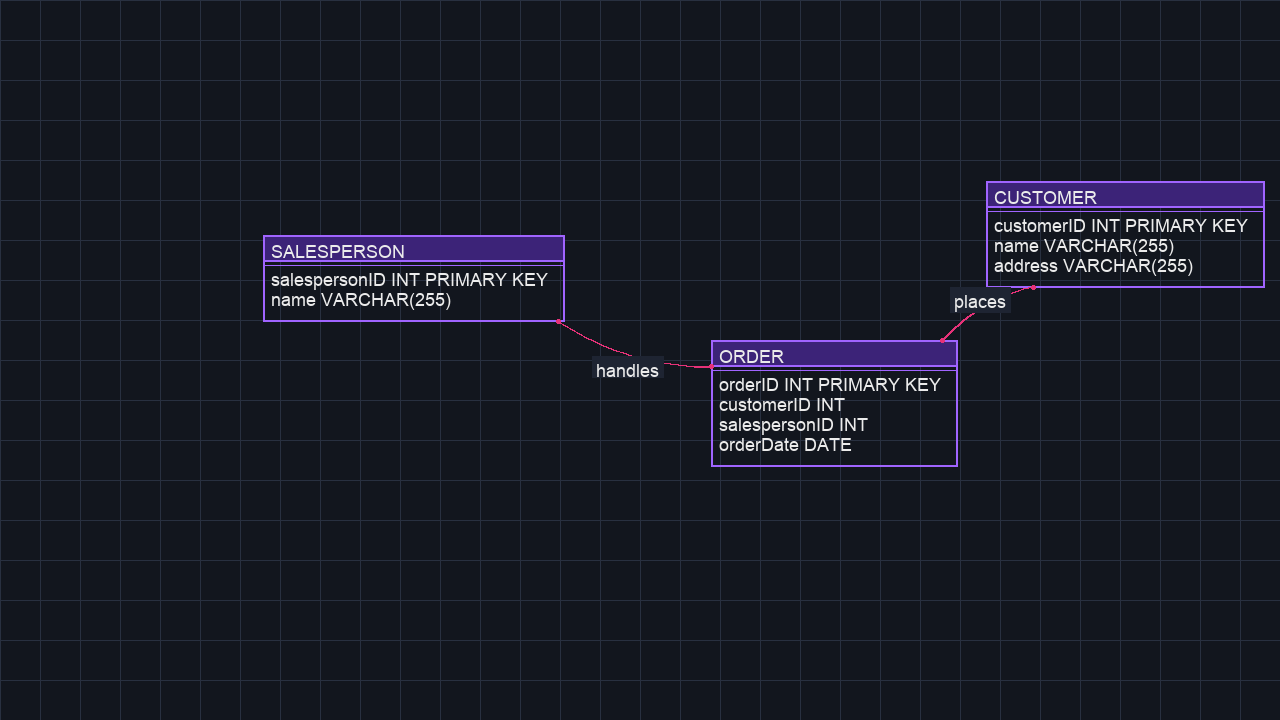 SALESPERSON
salespersonID INT PRIMARY KEY
name VARCHAR(255)
handles
ORDER
orderID INT PRIMARY KEY
customerID INT
salespersonID INT
orderDate DATE
places
CUSTOMER
customerID INT PRIMARY KEY
name VARCHAR(255)
address VARCHAR(255)